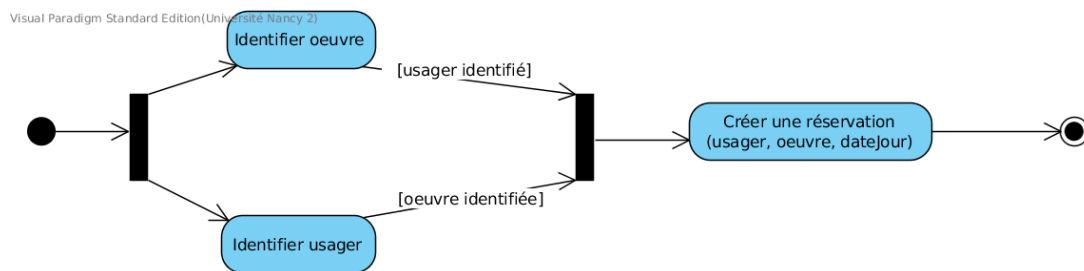 Visual Paradigm Standard Edition(Université Nancy 2)
Identifier oeuvre
[usager identifié]
Créer une réservation
(usager, oeuvre, dateJour)
[oeuvre identifiée]
Identifier usager